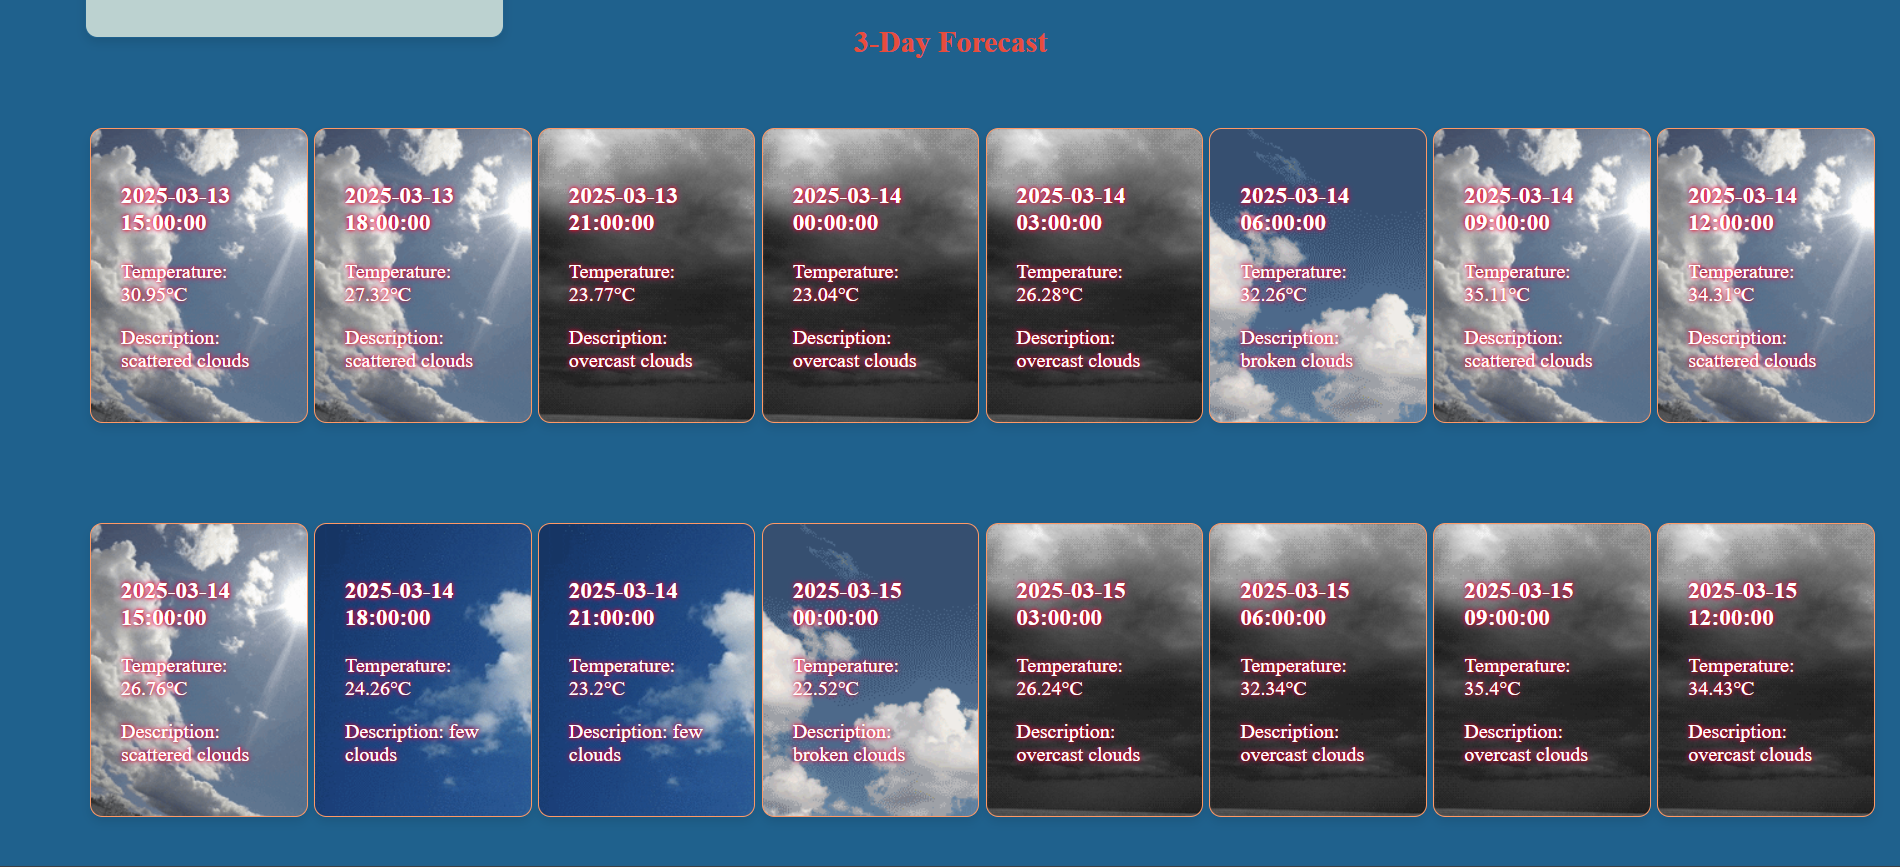 3-Day Forecast
2025-03-13
15:00:00
Temperature:
30.95°C
Description:
scattered clouds
2025-03-13
18:00:00
Temperature:
27.32°C
Description:
scattered clouds
2025-03-13
21:00:00
Temperature:
23.77°C
Description:
overcast clouds
2025-03-14
00:00:00
Temperature:
23.04°C
Description:
overcast clouds
2025-03-14
03:00:00
Temperature:
26.28°C
Description:
overcast clouds
2025-03-14
06:00:00
Temperature:
32.26°C
Description:
broken clouds
2025-03-14
09:00:00
Temperature:
35.11°C
Description:
scattered clouds
2025-03-14
12:00:00
Temperature:
34.31°C
Description:
scattered clouds
2025-03-14
15:00:00
Temperature:
26.76°C
Description:
scattered clouds
2025-03-14
18:00:00
Temperature:
24.26°C
Description: few
clouds
2025-03-14
21:00:00
Temperature:
23.2°C
Description: few
clouds
2025-03-15
00:00:00
Temperature:
22.52°C
Description:
broken clouds
2025-03-15
03:00:00
Temperature:
26.24°C
Description:
overcast clouds
2025-03-15
06:00:00
Temperature:
32.34°C
Description:
overcast clouds
2025-03-15
09:00:00
Temperature:
35.4°C
Description:
overcast clouds
2025-03-15
12:00:00
Temperature:
34.43°C
Description:
overcast clouds